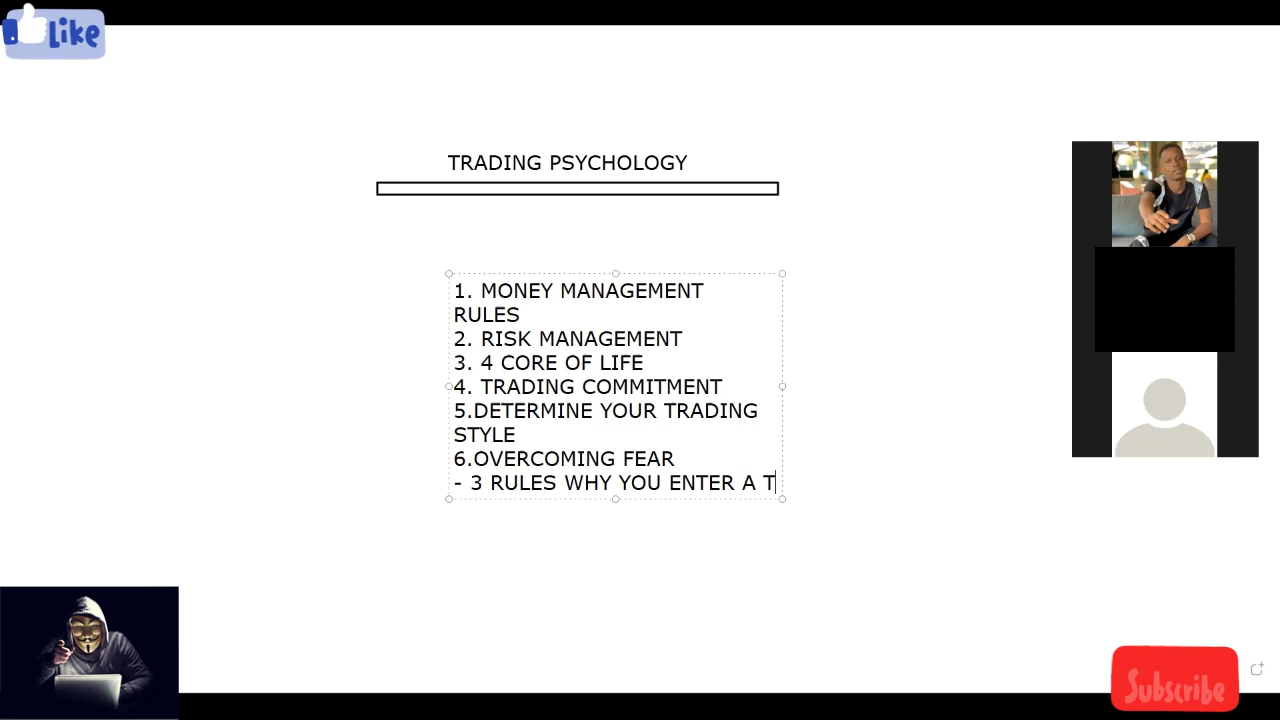 Like
TRADING PSYCHOLOGY
1. MONEY MANAGEMENT
RULES
2. RISK MANAGEMENT
3. 4 CORE OF LIFE
4. TRADING COMMITMENT
5.DETERMINE YOUR TRADING
STYLE
6.OVERCOMING FEAR
- 3 RULES WHY YOU ENTER A T
Subscribe